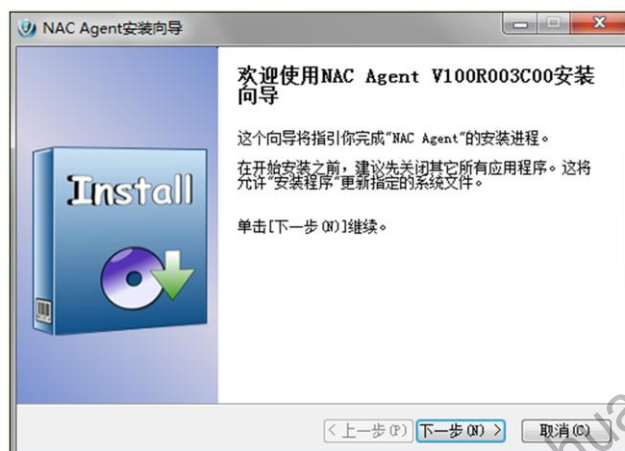 NAC Agent安装向导
欢迎使用NAC Agent V100R003C00安装
向导
这个向导将指引你完成“NAC Agent”的安装进程。
在开始安装之前，建议先关闭其它所有应用程序。这将
允许“安装程序”更新指定的系统文件。
单击[下一步(N)]继续。
Install
< 上一步(P) 下一步(N) > 取消(C)
hua